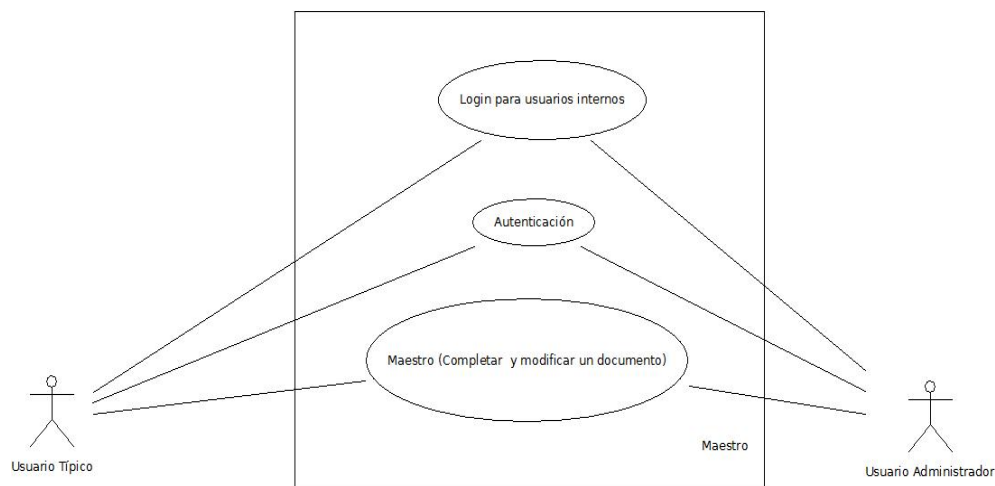 Login para usuarios internos
Autenticación
Maestro (Completar  y modificar un documento)
Maestro
Usuario Típico
Usuario Administrador